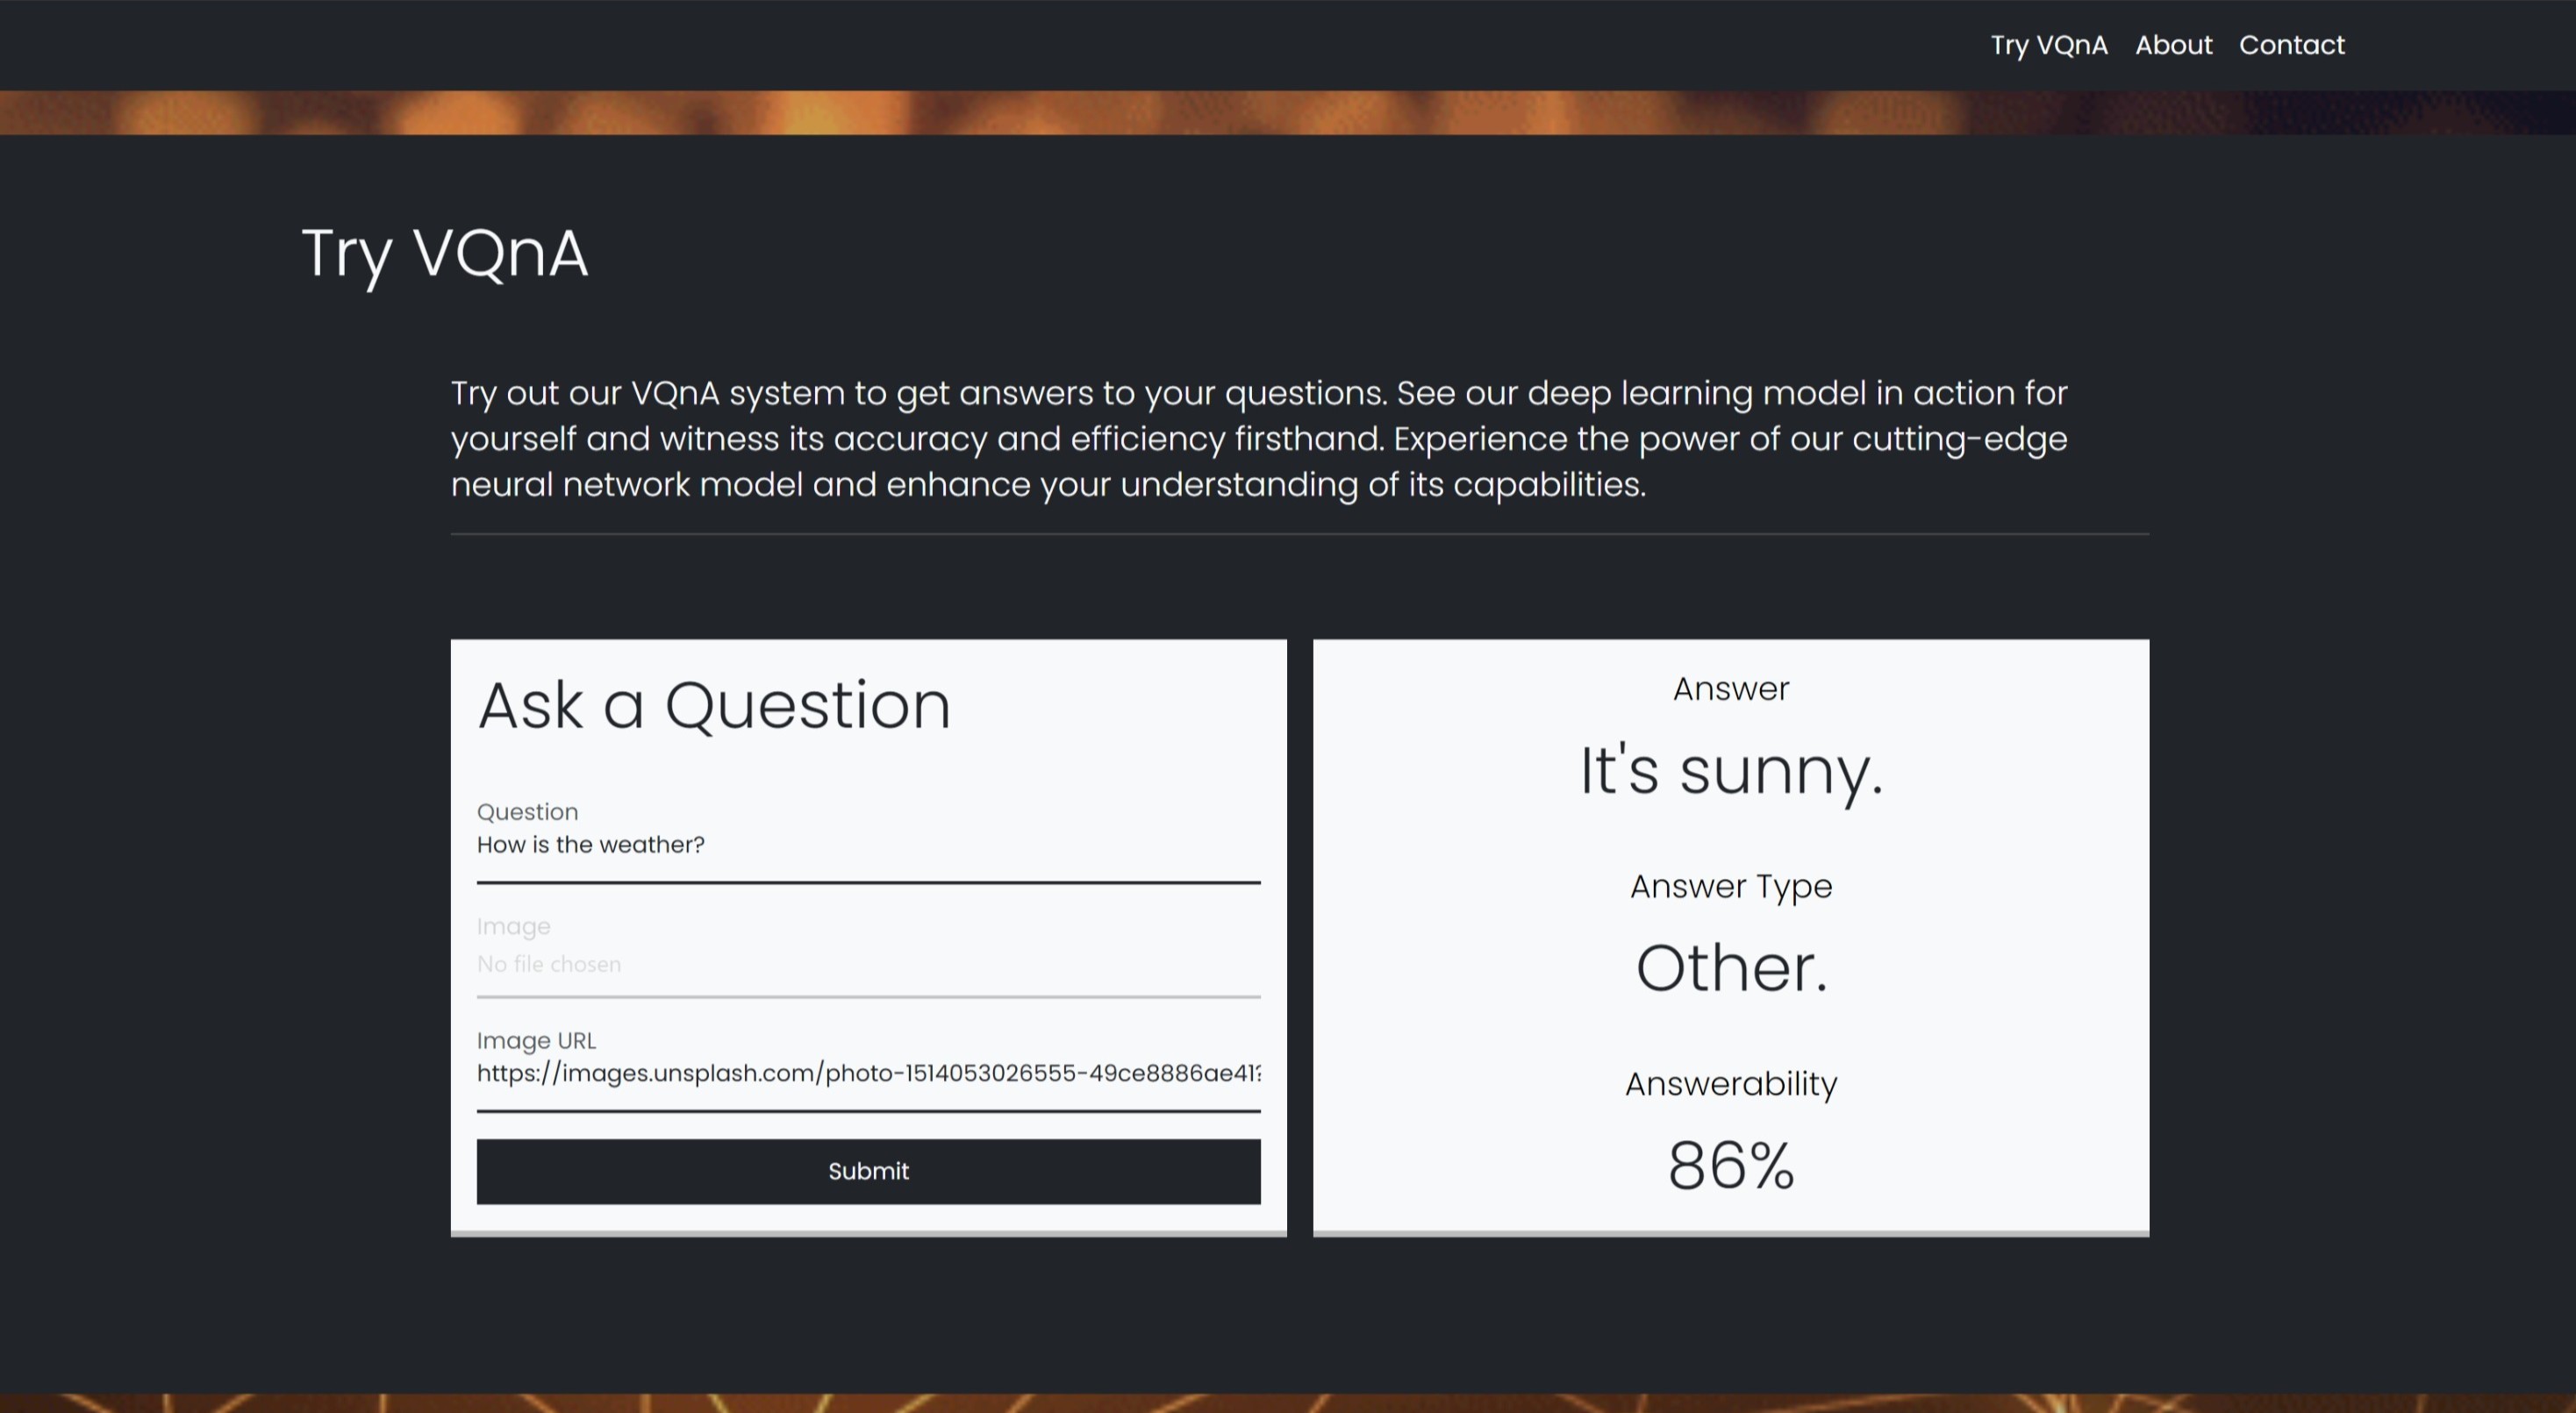 Try VQnA About Contact
Try VQnA
Try out our VQnA system to get answers to your questions. See our deep learning model in action for
yourself and witness its accuracy and efficiency firsthand. Experience the power of our cutting-edge
neural network model and enhance your understanding of its capabilities.
Ask a Question
Question
How is the weather?
Image
No file chosen
Image URL
https://images.unsplash.com/photo-1514053026555-49ce8886ae41?
Submit
Answer
It's sunny.
Answer Type
Other.
Answerability
86%